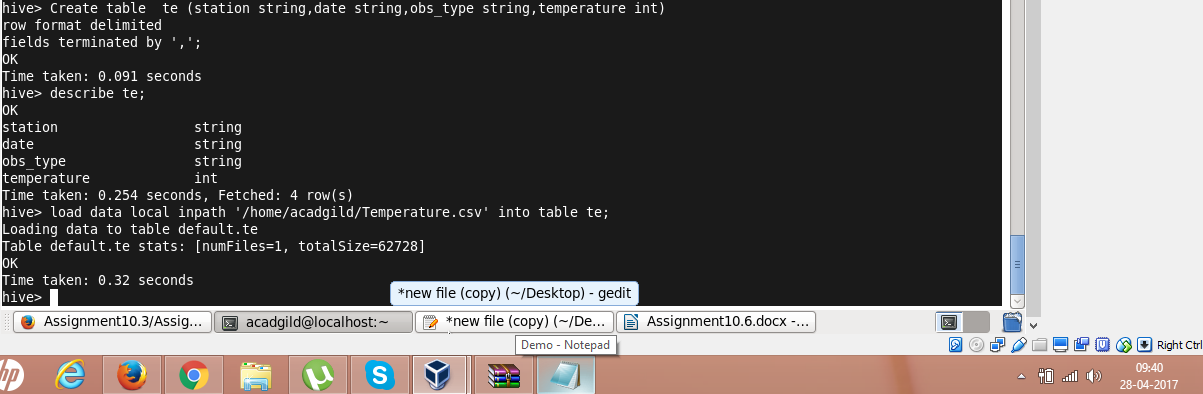 hive> Create table  te (station string,date string,obs_type string,temperature int)
row format delimited
fields terminated by ',';
OK
Time taken: 0.091 seconds
hive> describe te;
OK
station                 string
date                    string
obs_type                string
temperature             int
Time taken: 0.254 seconds, Fetched: 4 row(s)
hive> load data local inpath '/home/acadgild/Temperature.csv' into table te;
Loading data to table default.te
Table default.te stats: [numFiles=1, totalSize=62728]
OK
Time taken: 0.32 seconds
hive>
*new file (copy) (~/Desktop) - gedit
Assignment10.3/Assig... acadgild@localhost:~ *new file (copy) (~/De... Assignment10.6.docx -...
Demo - Notepad
Right Ctrl
hp
09:40
28-04-2017